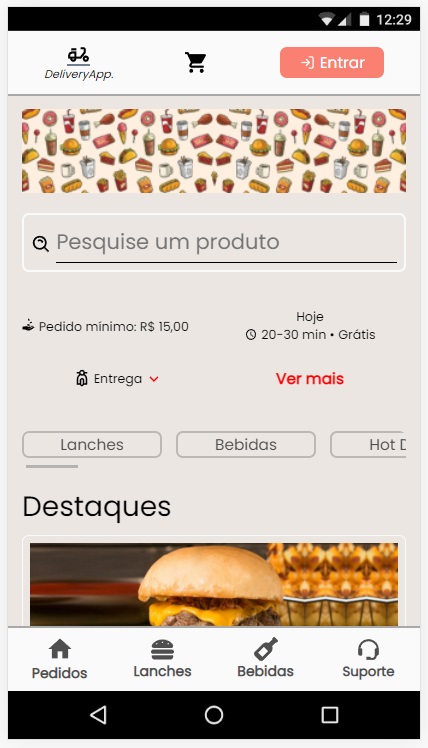 12:29
DeliveryApp.
Entrar
Pesquise um produto
Pedido mínimo: R$ 15,00
Hoje
20-30 min • Grátis
Entrega
Ver mais
Lanches
Bebidas
Hot D
Destaques
Pedidos
Lanches
Bebidas
Suporte